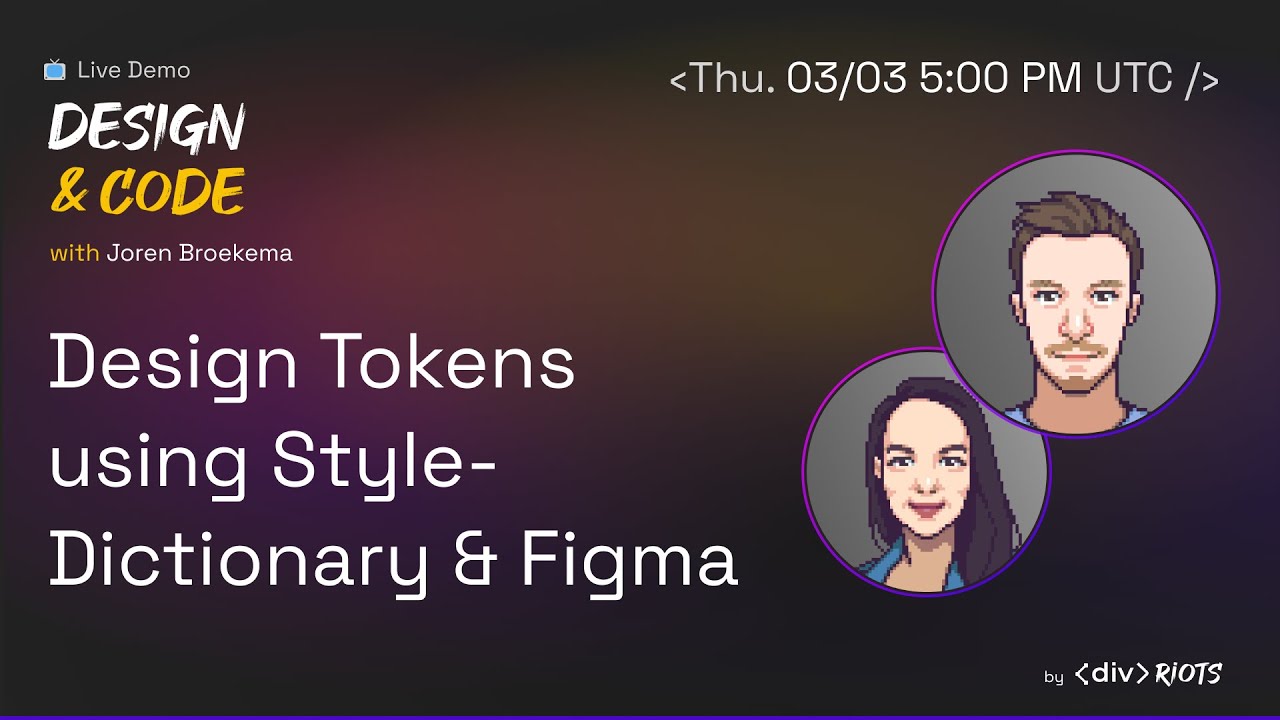 Live Demo
DESIGN
& CODE
with Joren Broekema
<Thu. 03/03 5:00 PM UTC />
Design Tokens
using Style-
Dictionary & Figma
by <div> RiOTS